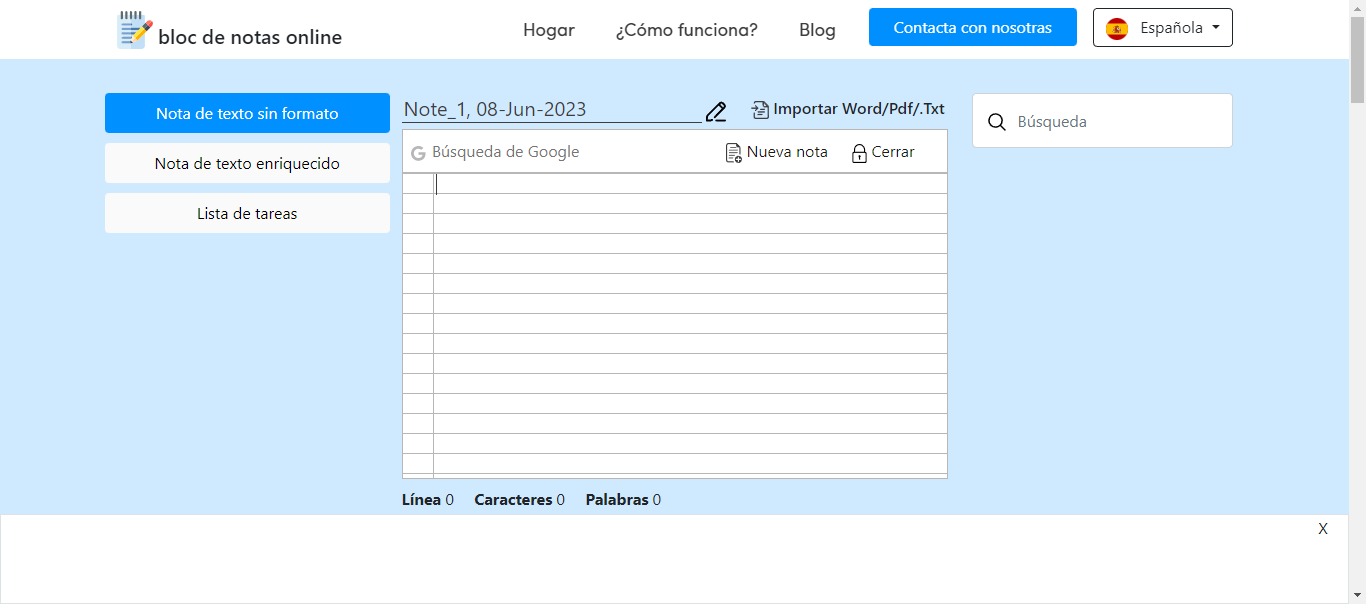 bloc de notas online
Hogar
¿Cómo funciona?
Blog
Contacta con nosotras
Española
Nota de texto sin formato
Nota de texto enriquecido
Lista de tareas
Note_1, 08-Jun-2023
Importar Word/Pdf/.Txt
Búsqueda de Google
Nueva nota
Cerrar
Línea 0 Caracteres 0 Palabras 0
Búsqueda
X